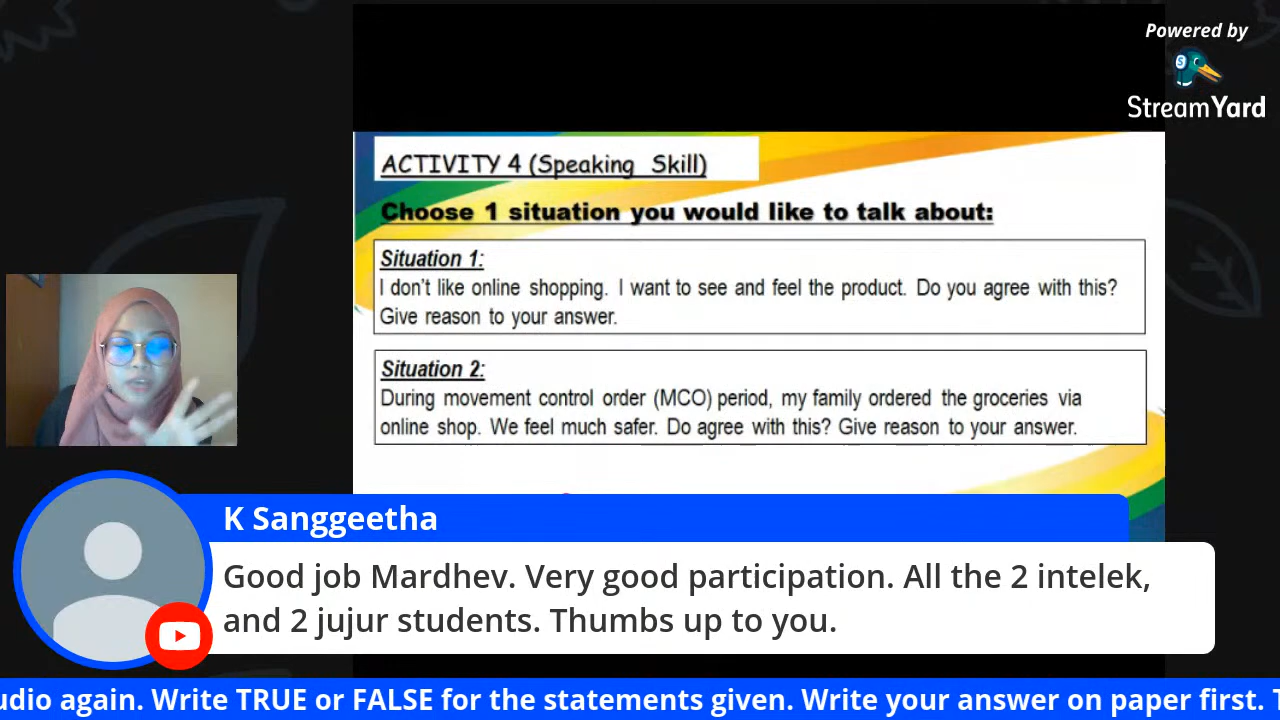 Powered by
StreamYard
ACTIVITY 4 (Speaking Skill)
Choose 1 situation you would like to talk about:
Situation 1:
I don't like online shopping. I want to see and feel the product. Do you agree with this?
Give reason to your answer.
Situation 2:
During movement control order (MCO) period, my family ordered the groceries via
online shop. We feel much safer. Do agree with this? Give reason to your answer.
K Sanggeetha
Good job Mardhev. Very good participation. All the 2 intelek,
and 2 jujur students. Thumbs up to you.
again. Write TRUE or FALSE for the statements given. Write your answer on paper first.